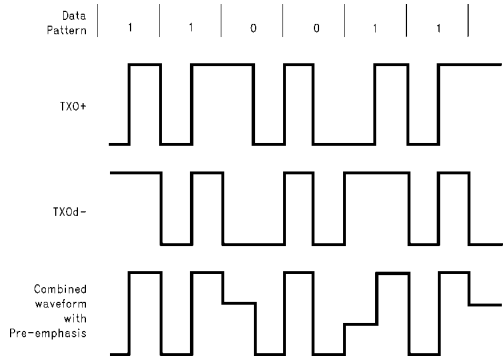 Data
Pattern
1 1 0 0 1 1
TXO+
TXOd-
Combined
waveform
with
Pre-emphasis